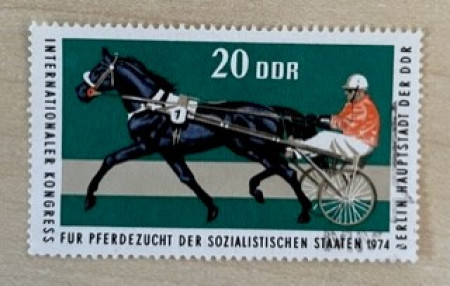 20 DDR
1
INTERNATIONALER KONGRESS
FÜR PFERDEZUCHT DER SOZIALISTISCHEN STAATEN 1974
BERLIN HAUPTSTADT DER DDR